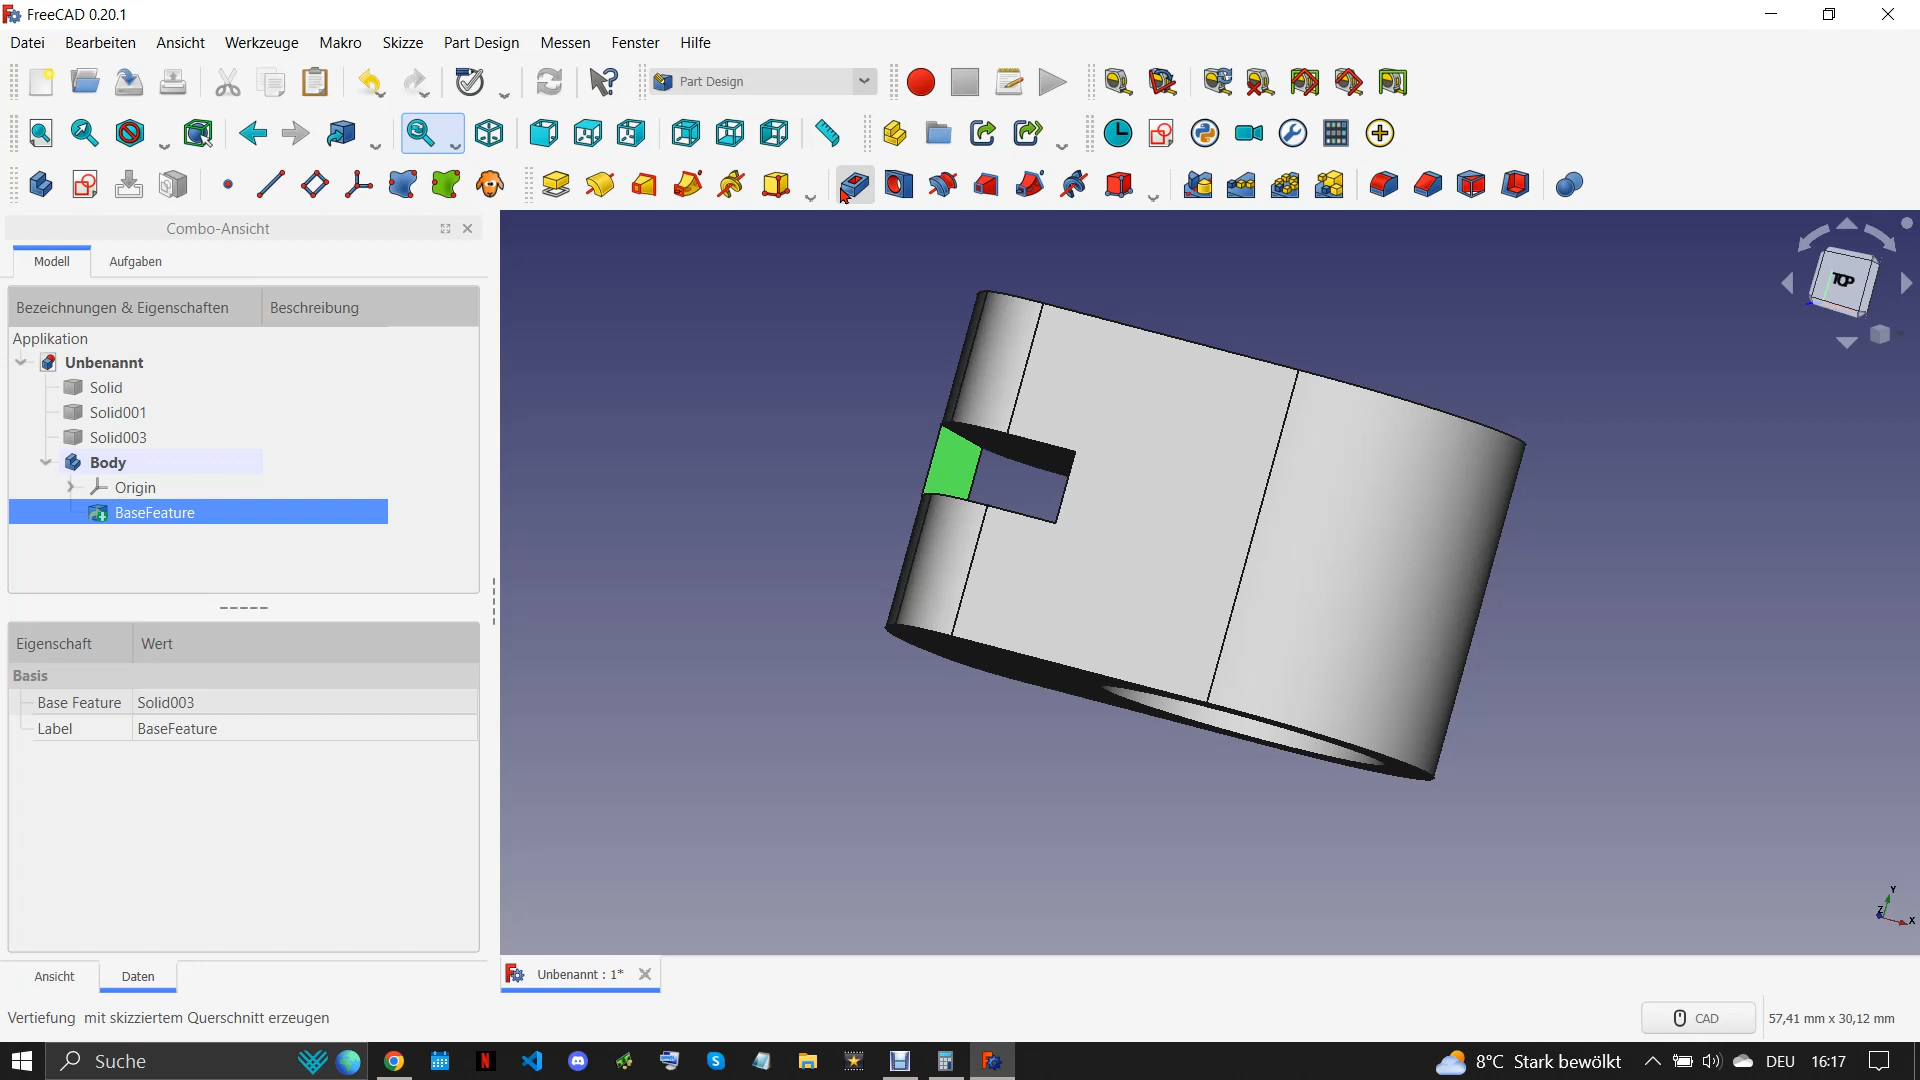 FreeCAD 0.20.1
Datei Bearbeiten Ansicht Werkzeuge Makro Skizze Part Design Messen Fenster Hilfe
Part Design
Combo-Ansicht
Modell Aufgaben
Bezeichnungen & Eigenschaften Beschreibung
Applikation
Unbenannt
Solid
Solid001
Solid003
Body
Origin
BaseFeature
TOP
Eigenschaft Wert
Basis
Base Feature Solid003
Label BaseFeature
Y
Z
X
Ansicht Daten
Unbenannt : 1*
Vertiefung mit skizziertem Querschnitt erzeugen
CAD
57,41 mm x 30,12 mm
Suche
8°C Stark bewölkt
DEU
16:17